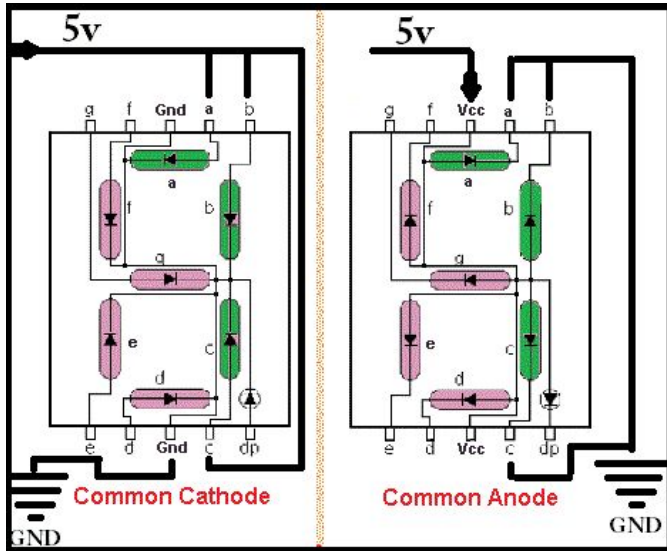 5v
g f Gnd a b
a
f b
g
e c
d
e d Gnd c dp
GND
Common Cathode
5v
g f Vcc a b
a
f b
g
e c
d
e d Vcc c dp
Common Anode
GND